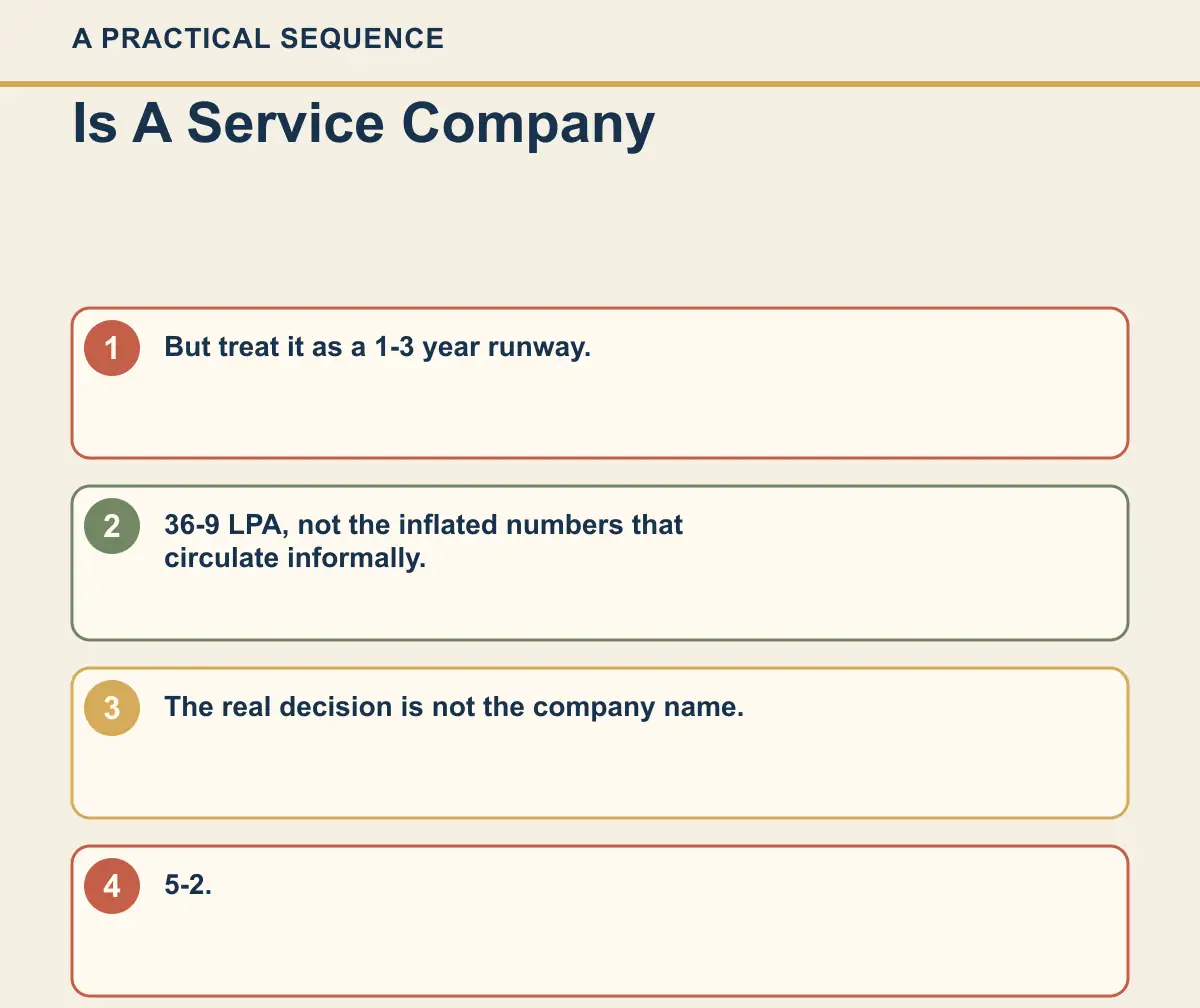 A PRACTICAL SEQUENCE
Is A Service Company
1
But treat it as a 1-3 year runway.
2
36-9 LPA, not the inflated numbers that
circulate informally.
3
The real decision is not the company name.
4
5-2.